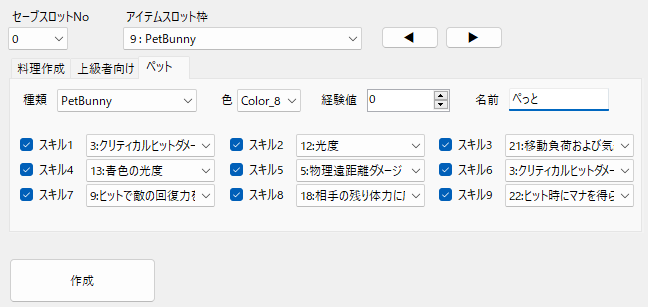 セーブスロットNo アイテムスロット枠
0 9 : PetBunny ◀ ▶
料理作成 上級者向け ペット
種類 PetBunny 色 Color_8 経験値 0 名前 ぺっと
スキル1 3:クリティカルヒットダメー スキル2 12:光度 スキル3 21:移動負荷および気
スキル4 13:青色の光度 スキル5 5:物理遠距離ダメージ スキル6 3:クリティカルヒットダメー
スキル7 9:ヒットで敵の回復力を スキル8 18:相手の残り体力に スキル9 22:ヒット時にマナを得ら
作成